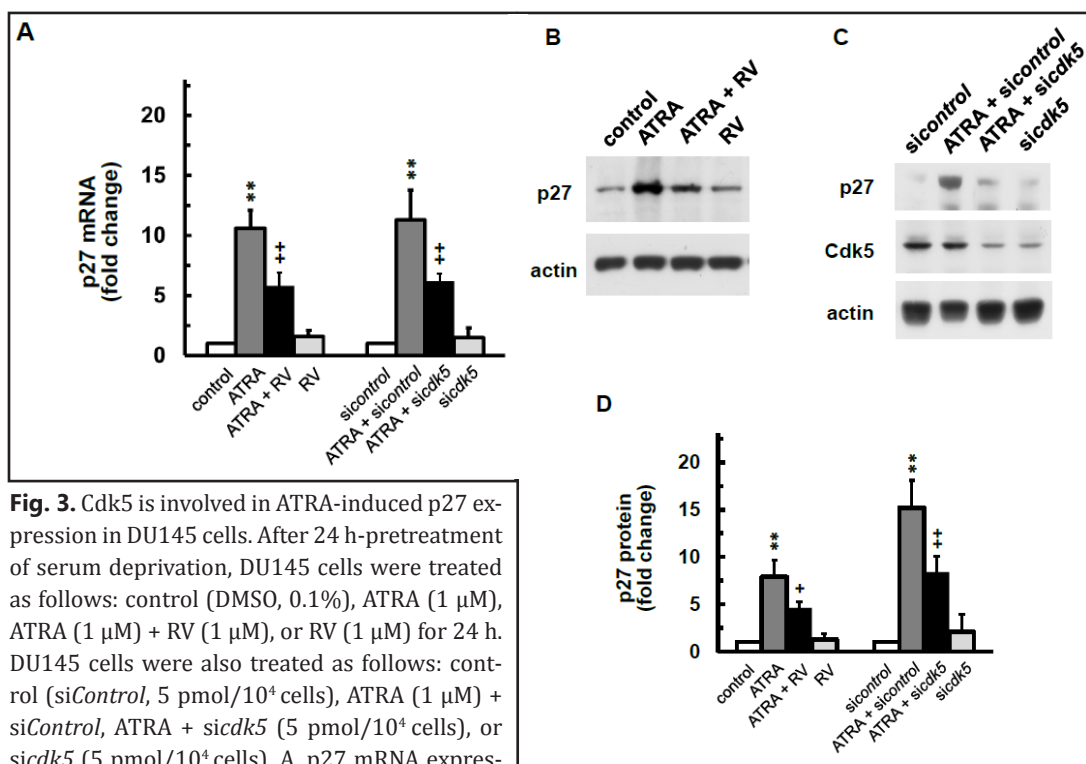 A
20
15
10
5
0
p27 mRNA
(fold change)
**
‡‡
**
‡‡
control
ATRA
ATRA + RV
RV
sicontrol
ATRA + sicontrol
ATRA + sicdk5
sicdk5
B
control
ATRA
ATRA + RV
RV
p27
actin
C
sicontrol
ATRA + sicontrol
ATRA + sicdk5
sicdk5
p27
Cdk5
actin
Fig. 3. Cdk5 is involved in ATRA-induced p27 ex-
pression in DU145 cells. After 24 h-pretreatment
of serum deprivation, DU145 cells were treated
as follows: control (DMSO, 0.1%), ATRA (1 μM),
ATRA (1 μM) + RV (1 μM), or RV (1 μM) for 24 h.
DU145 cells were also treated as follows: cont-
rol (siControl, 5 pmol/10⁴ cells), ATRA (1 μM) +
siControl, ATRA + sicdk5 (5 pmol/10⁴ cells), or
sicdk5 (5 pmol/10⁴ cells). A. p27 mRNA expres-
D
20
15
10
5
0
p27 protein
(fold change)
**
+
**
‡‡
control
ATRA
ATRA + RV
RV
sicontrol
ATRA + sicontrol
ATRA + sicdk5
sicdk5